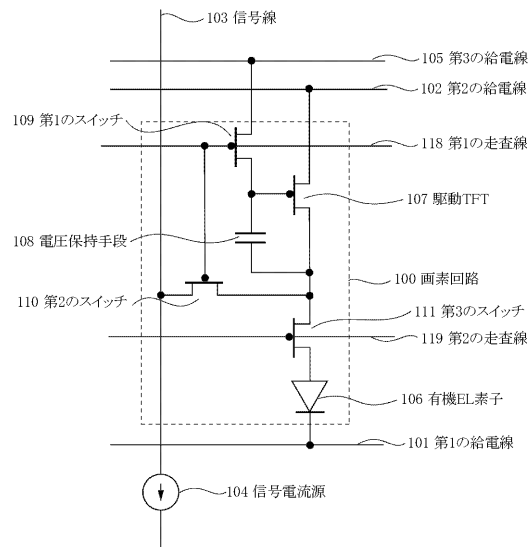 103 信号線
105 第3の給電線
102 第2の給電線
109 第1のスイッチ
118 第1の走査線
107 駆動TFT
108 電圧保持手段
100 画素回路
110 第2のスイッチ
111 第3のスイッチ
119 第2の走査線
106 有機EL素子
101 第1の給電線
104 信号電流源